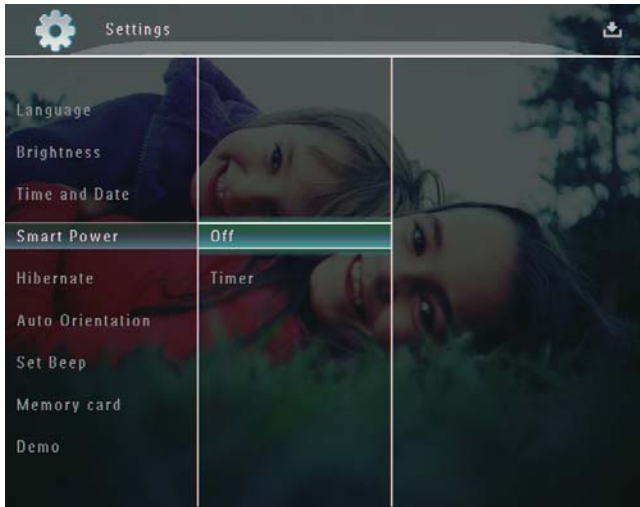 Settings
Language
Brightness
Time and Date
Smart Power
Off
Hibernate
Timer
Auto Orientation
Set Beep
Memory card
Demo